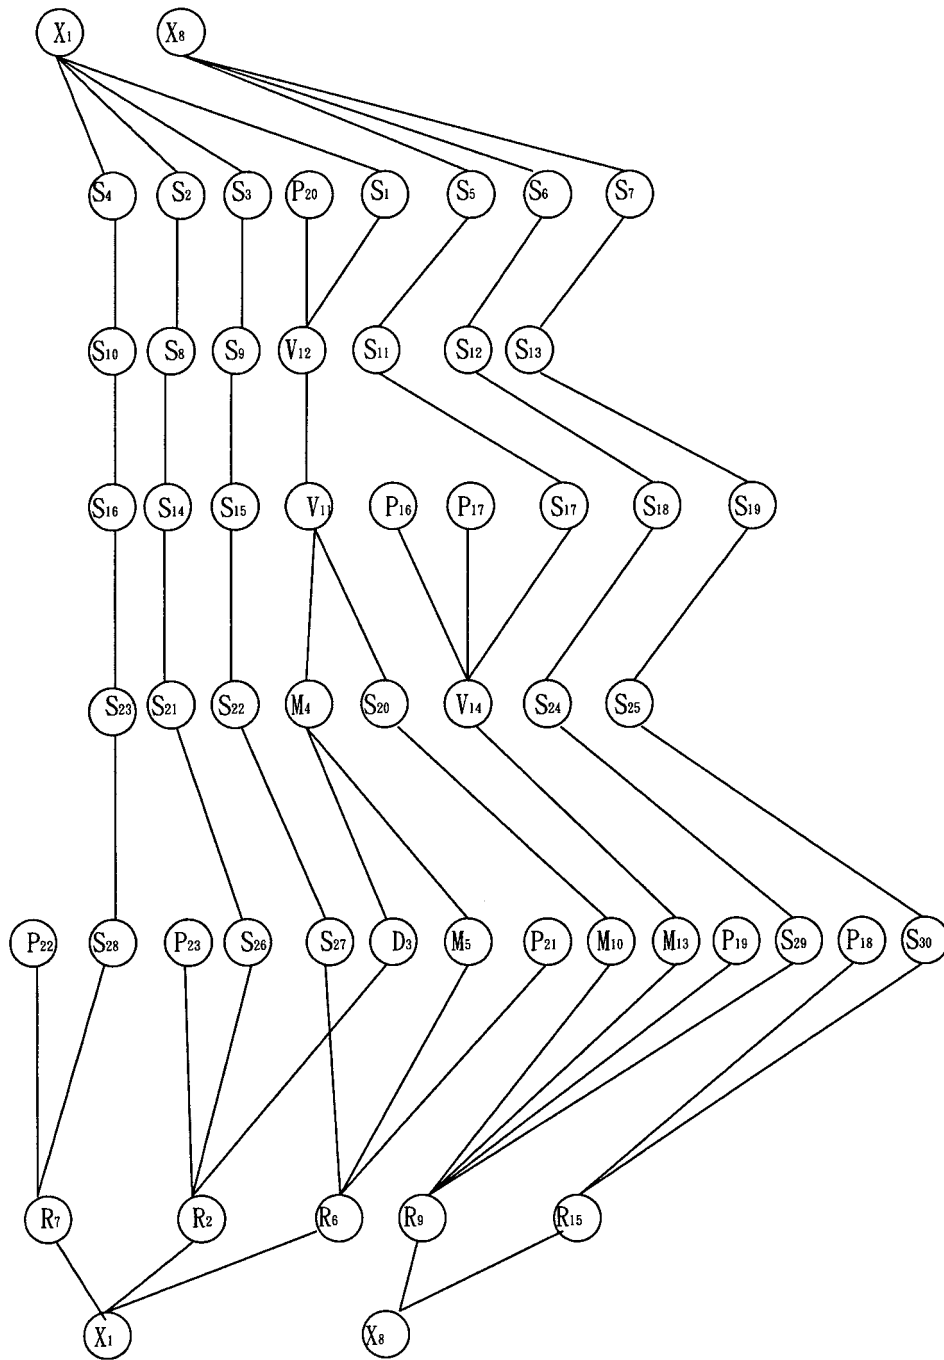 X1 X8
S4 S2 S3 P20 S1 S5 S6 S7
S10 S8 S9 V12 S11 S12 S13
S16 S14 S15 V11 P16 P17 S17 S18 S19
S23 S21 S22 M4 S20 V14 S24 S25
P22 S28 P23 S26 S27 D3 M5 P21 M10 M13 P19 S29 P18 S30
R7 R2 R6 R9 R15
X1 X8